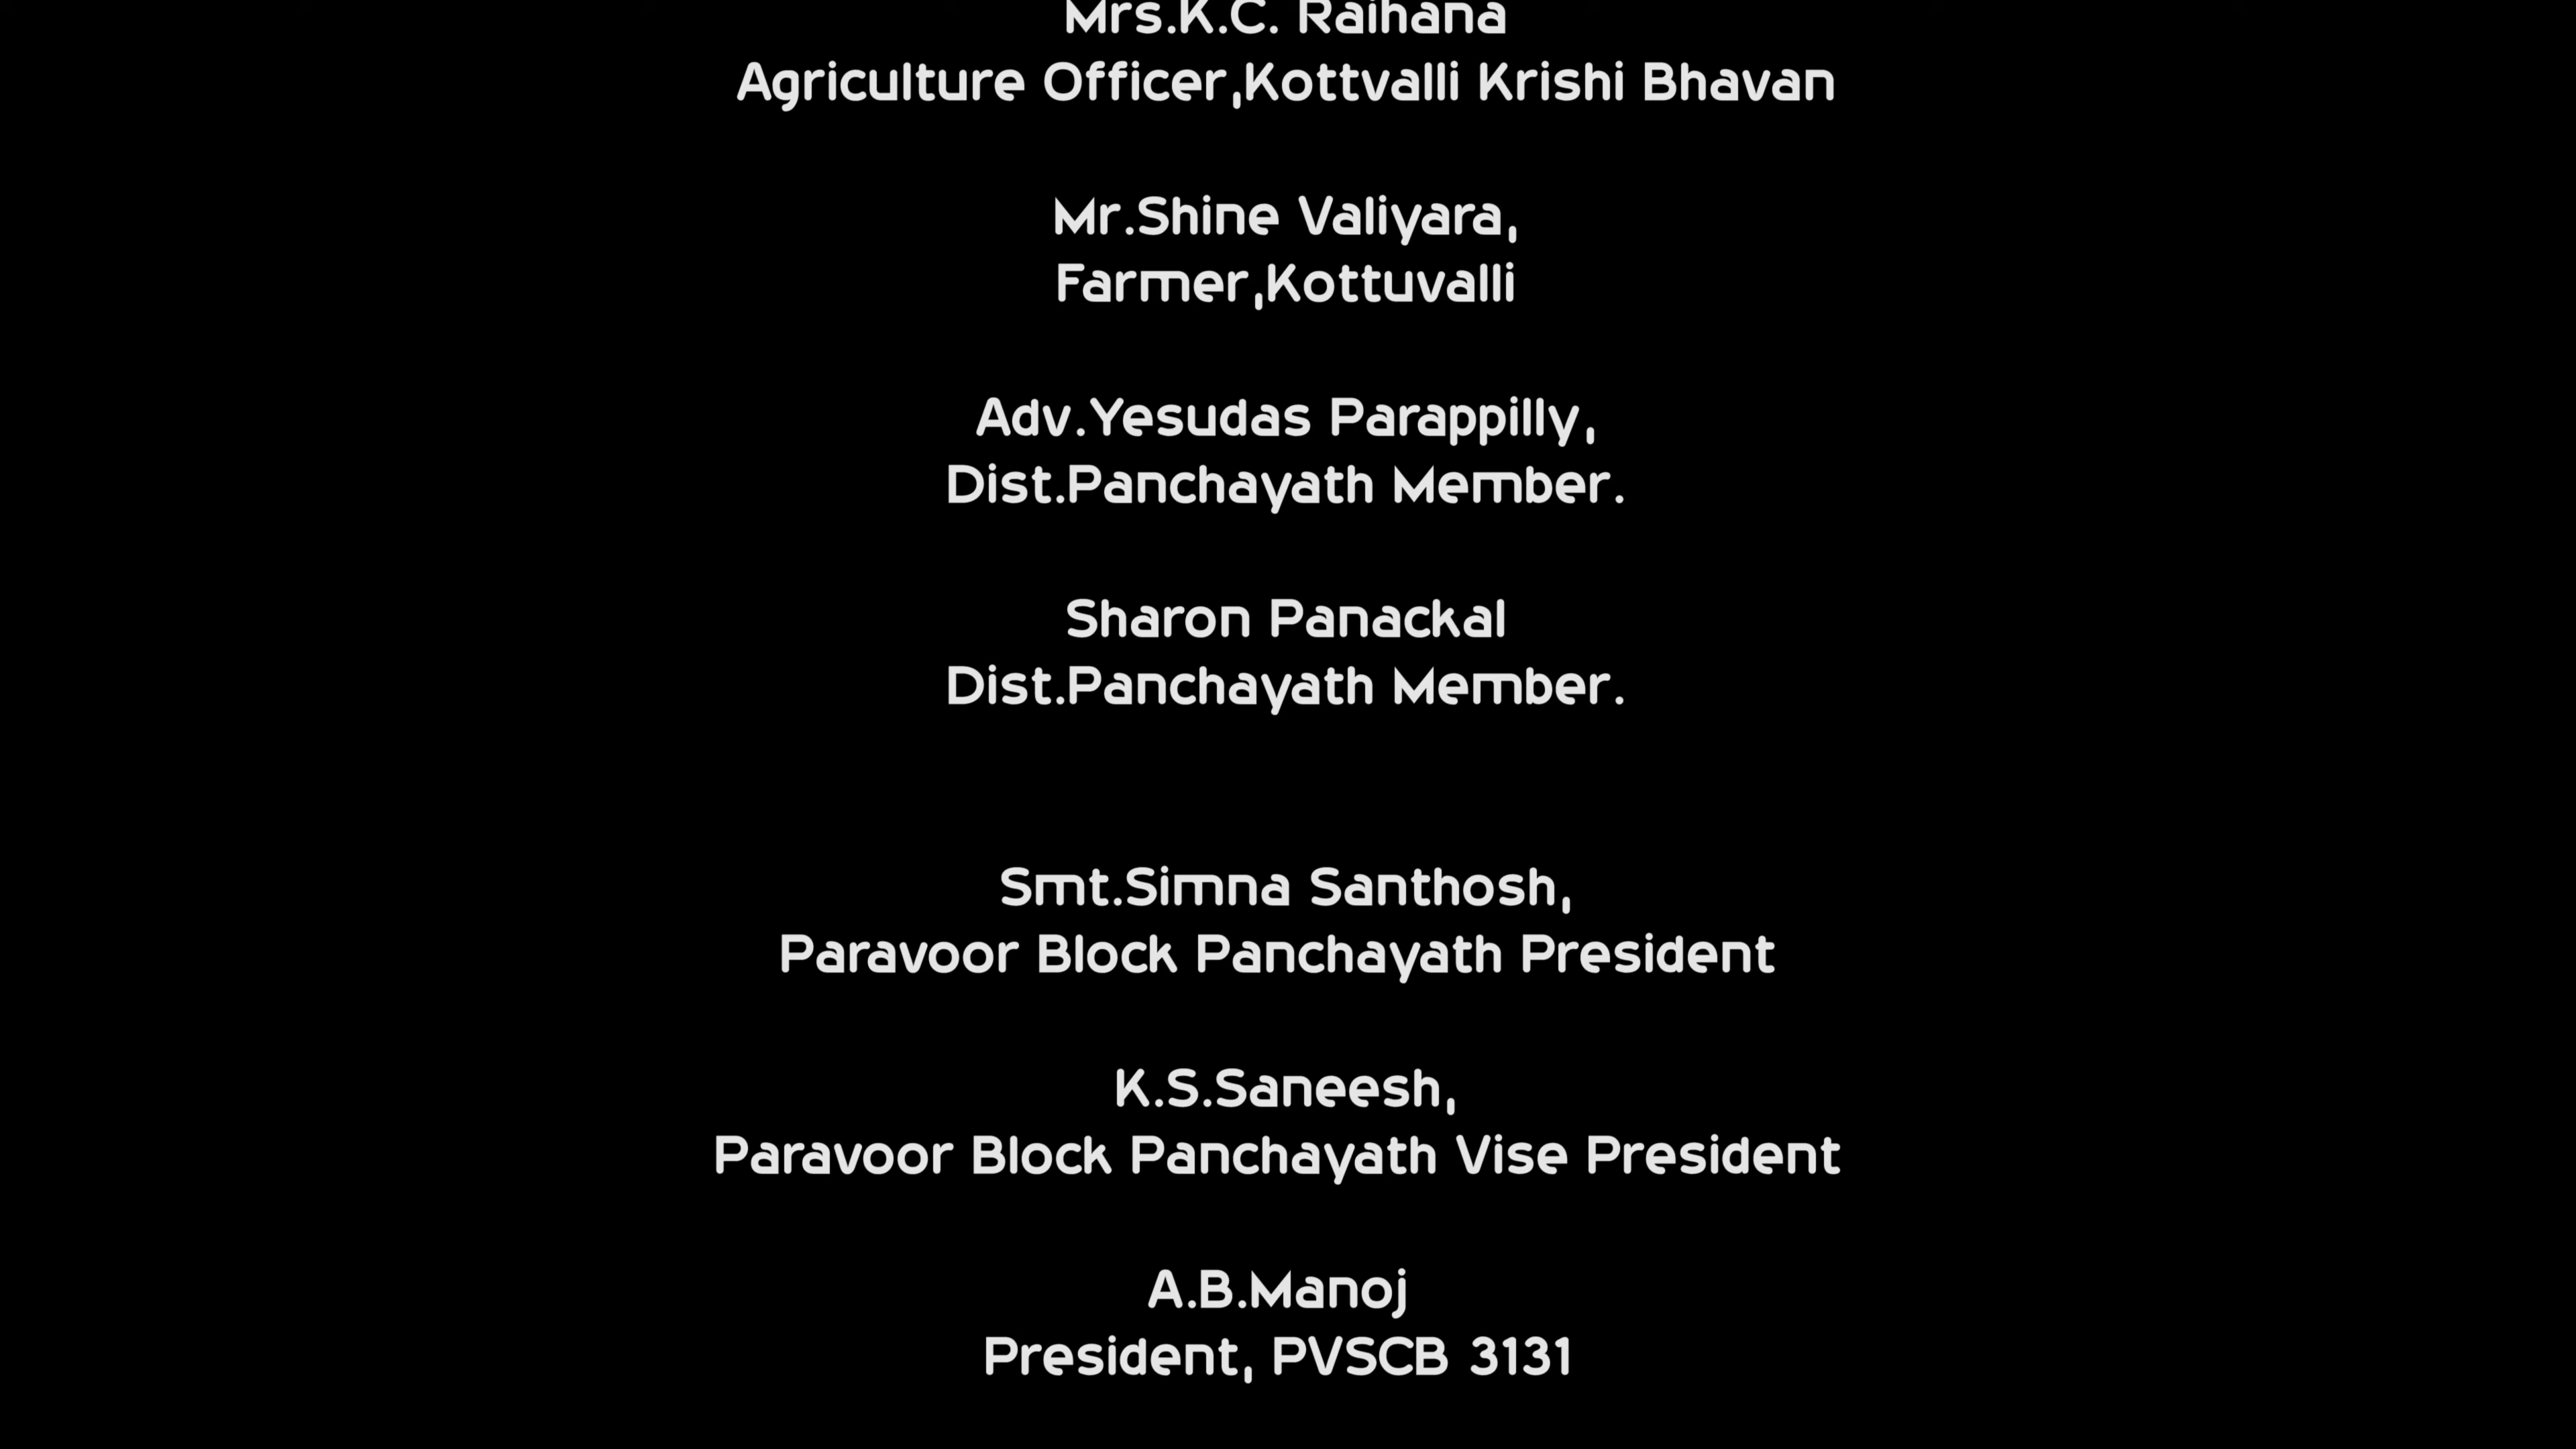 Mrs.K.C. Raihana
Agriculture Officer,Kottvalli Krishi Bhavan
Mr.Shine Valiyara,
Farmer,Kottuvalli
Adv.Yesudas Parappilly,
Dist.Panchayath Member.
Sharon Panackal
Dist.Panchayath Member.
Smt.Simna Santhosh,
Paravoor Block Panchayath President
K.S.Saneesh,
Paravoor Block Panchayath Vise President
A.B.Manoj
President, PVSCB 3131